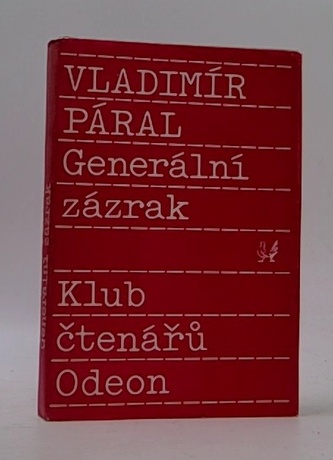 VLADIMÍR
PÁRAL
Generální
zázrak
Klub
čtenářů
Odeon
Generální zázrak